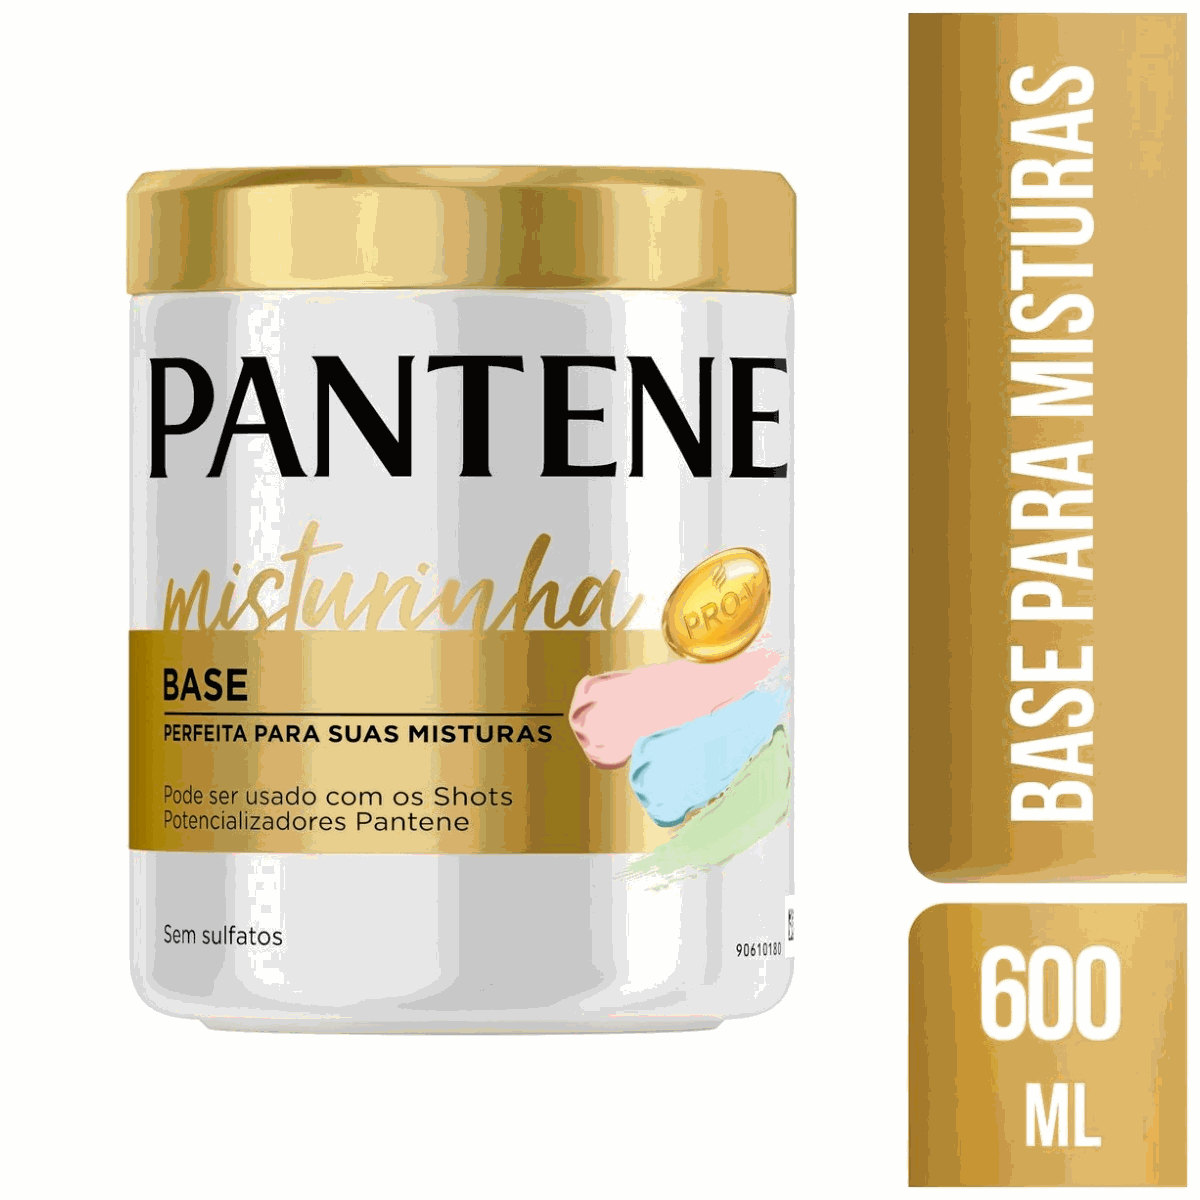 PANTENE
misturinha
PRO-V
BASE
PERFEITA PARA SUAS MISTURAS
Pode ser usado com os Shots
Potencializadores Pantene
Sem sulfatos
90610180
BASE PARA MISTURAS
600
ML